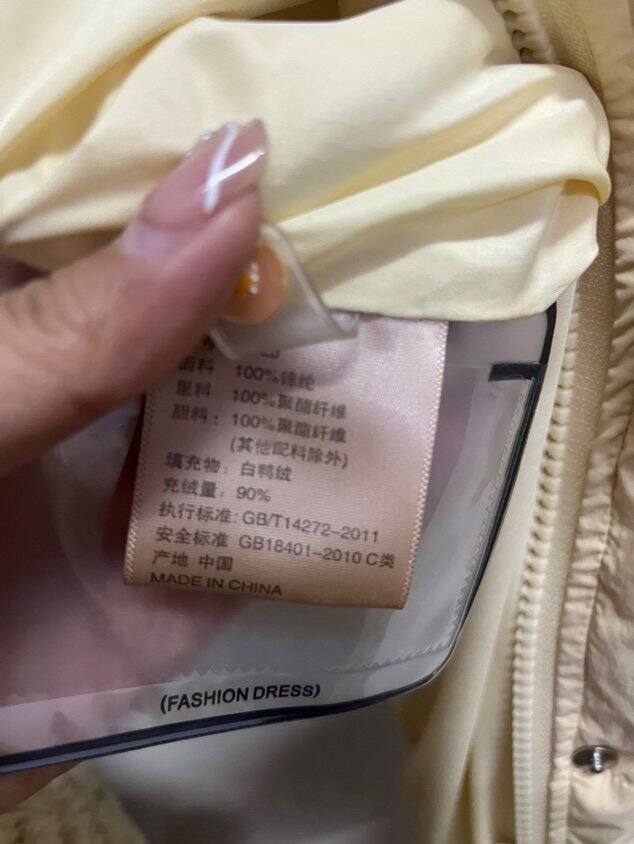 面料 100%锦纶
里料 100%聚酯纤维
胆料: 100%聚酯纤维
(其他配料除外)
填充物: 白鸭绒
充绒量: 90%
执行标准: GB/T14272-2011
安全标准 GB18401-2010 C类
产地 中国
MADE IN CHINA
(FASHION DRESS)